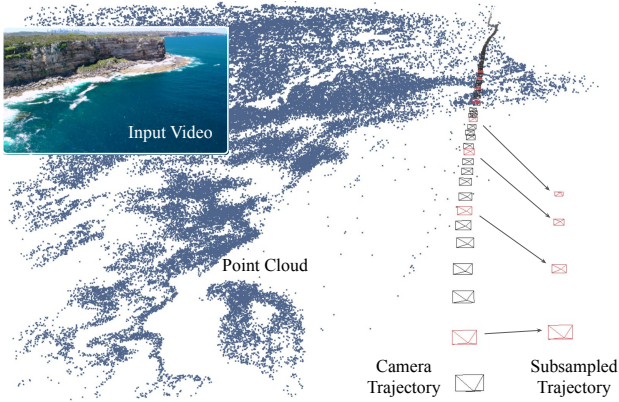 Input Video
Point Cloud
Camera
Trajectory
Subsampled
Trajectory